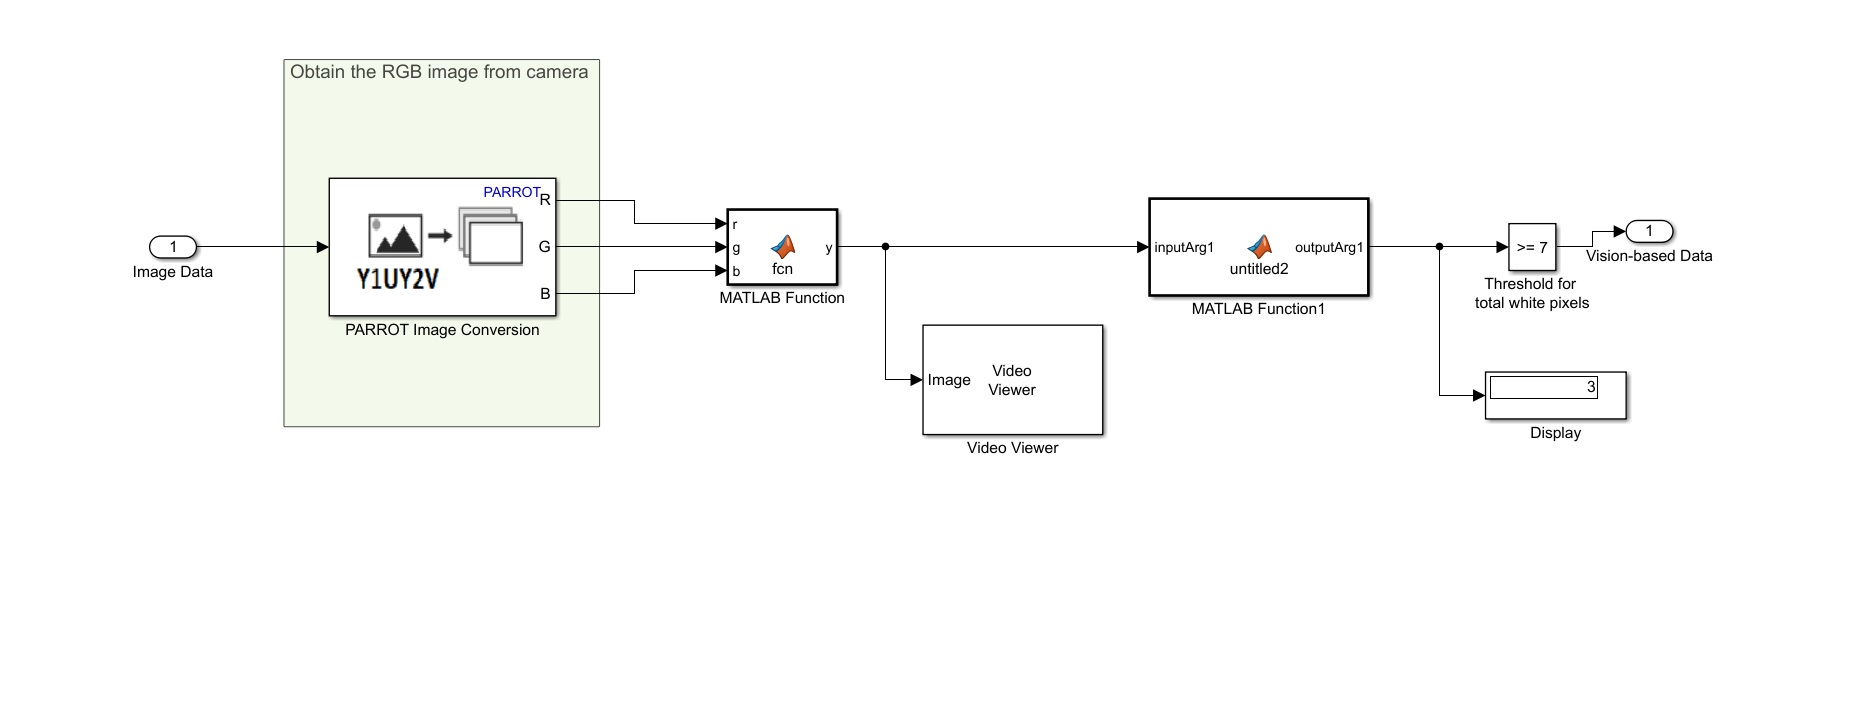 Obtain the RGB image from camera
1
Image Data
PARROT
R
G
B
Y1UY2V
PARROT Image Conversion
r
g
b
fcn
y
MATLAB Function
Image
Video
Viewer
Video Viewer
inputArg1
untitled2
outputArg1
MATLAB Function1
>= 7
Threshold for
total white pixels
1
Vision-based Data
3
Display